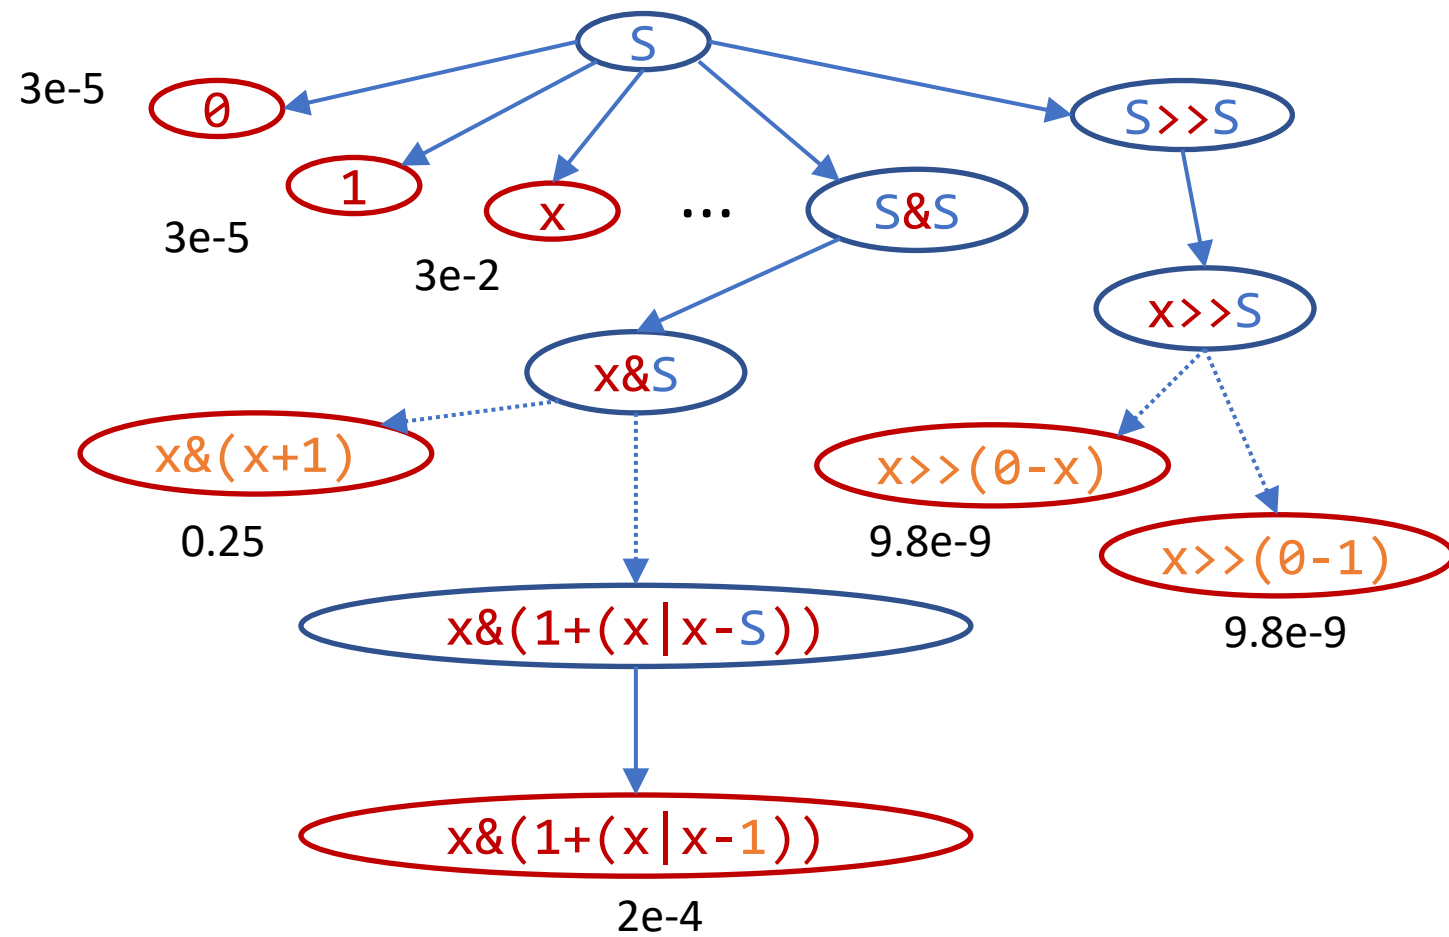 S
3e-5
0
S>>S
1
x
...
S&S
3e-5
3e-2
x>>S
x&S
x&(x+1)
x>>(0-x)
0.25
9.8e-9
x>>(0-1)
x&(1+(x|x-S))
9.8e-9
x&(1+(x|x-1))
2e-4